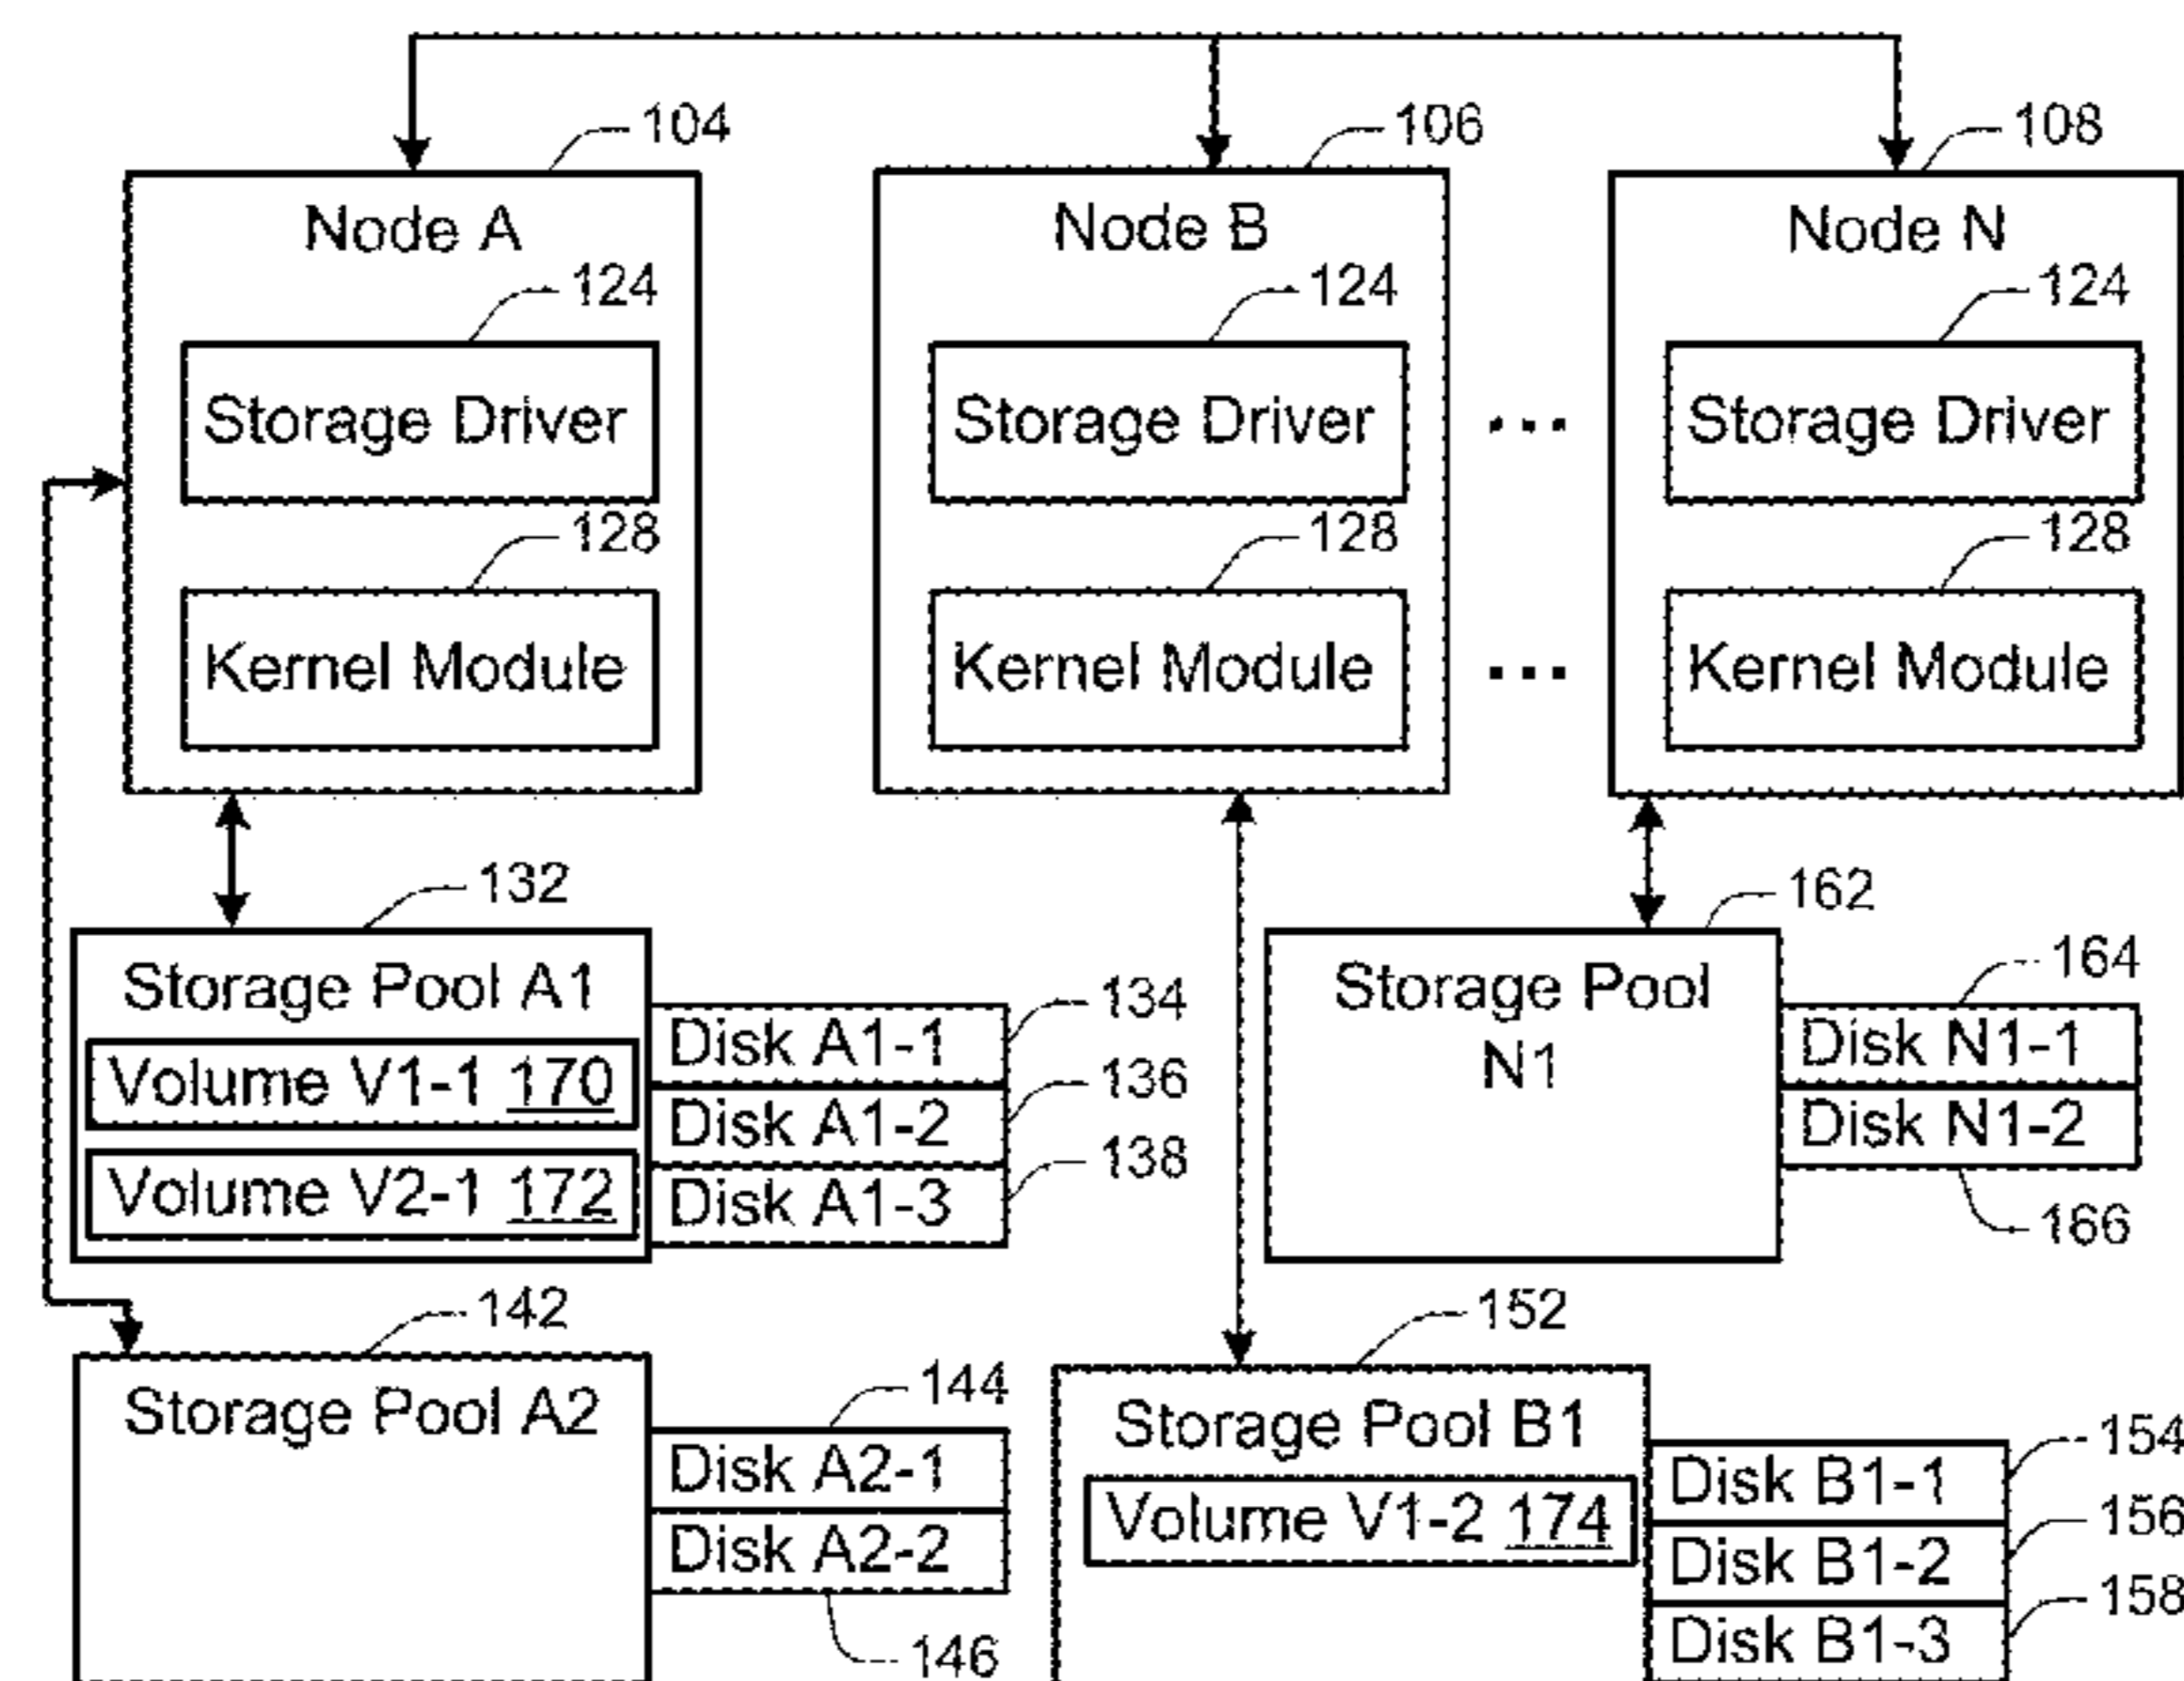 104
106
108
Node A
Node B
Node N
124
124
124
Storage Driver
Storage Driver
...
Storage Driver
128
128
128
Kernel Module
Kernel Module
...
Kernel Module
132
162
Storage Pool A1
Volume V1-1 170
Volume V2-1 172
Disk A1-1
Disk A1-2
Disk A1-3
134
136
138
Storage Pool
N1
Disk N1-1
Disk N1-2
164
166
142
152
Storage Pool A2
144
Disk A2-1
Disk A2-2
146
Storage Pool B1
Volume V1-2 174
Disk B1-1
Disk B1-2
Disk B1-3
154
156
158